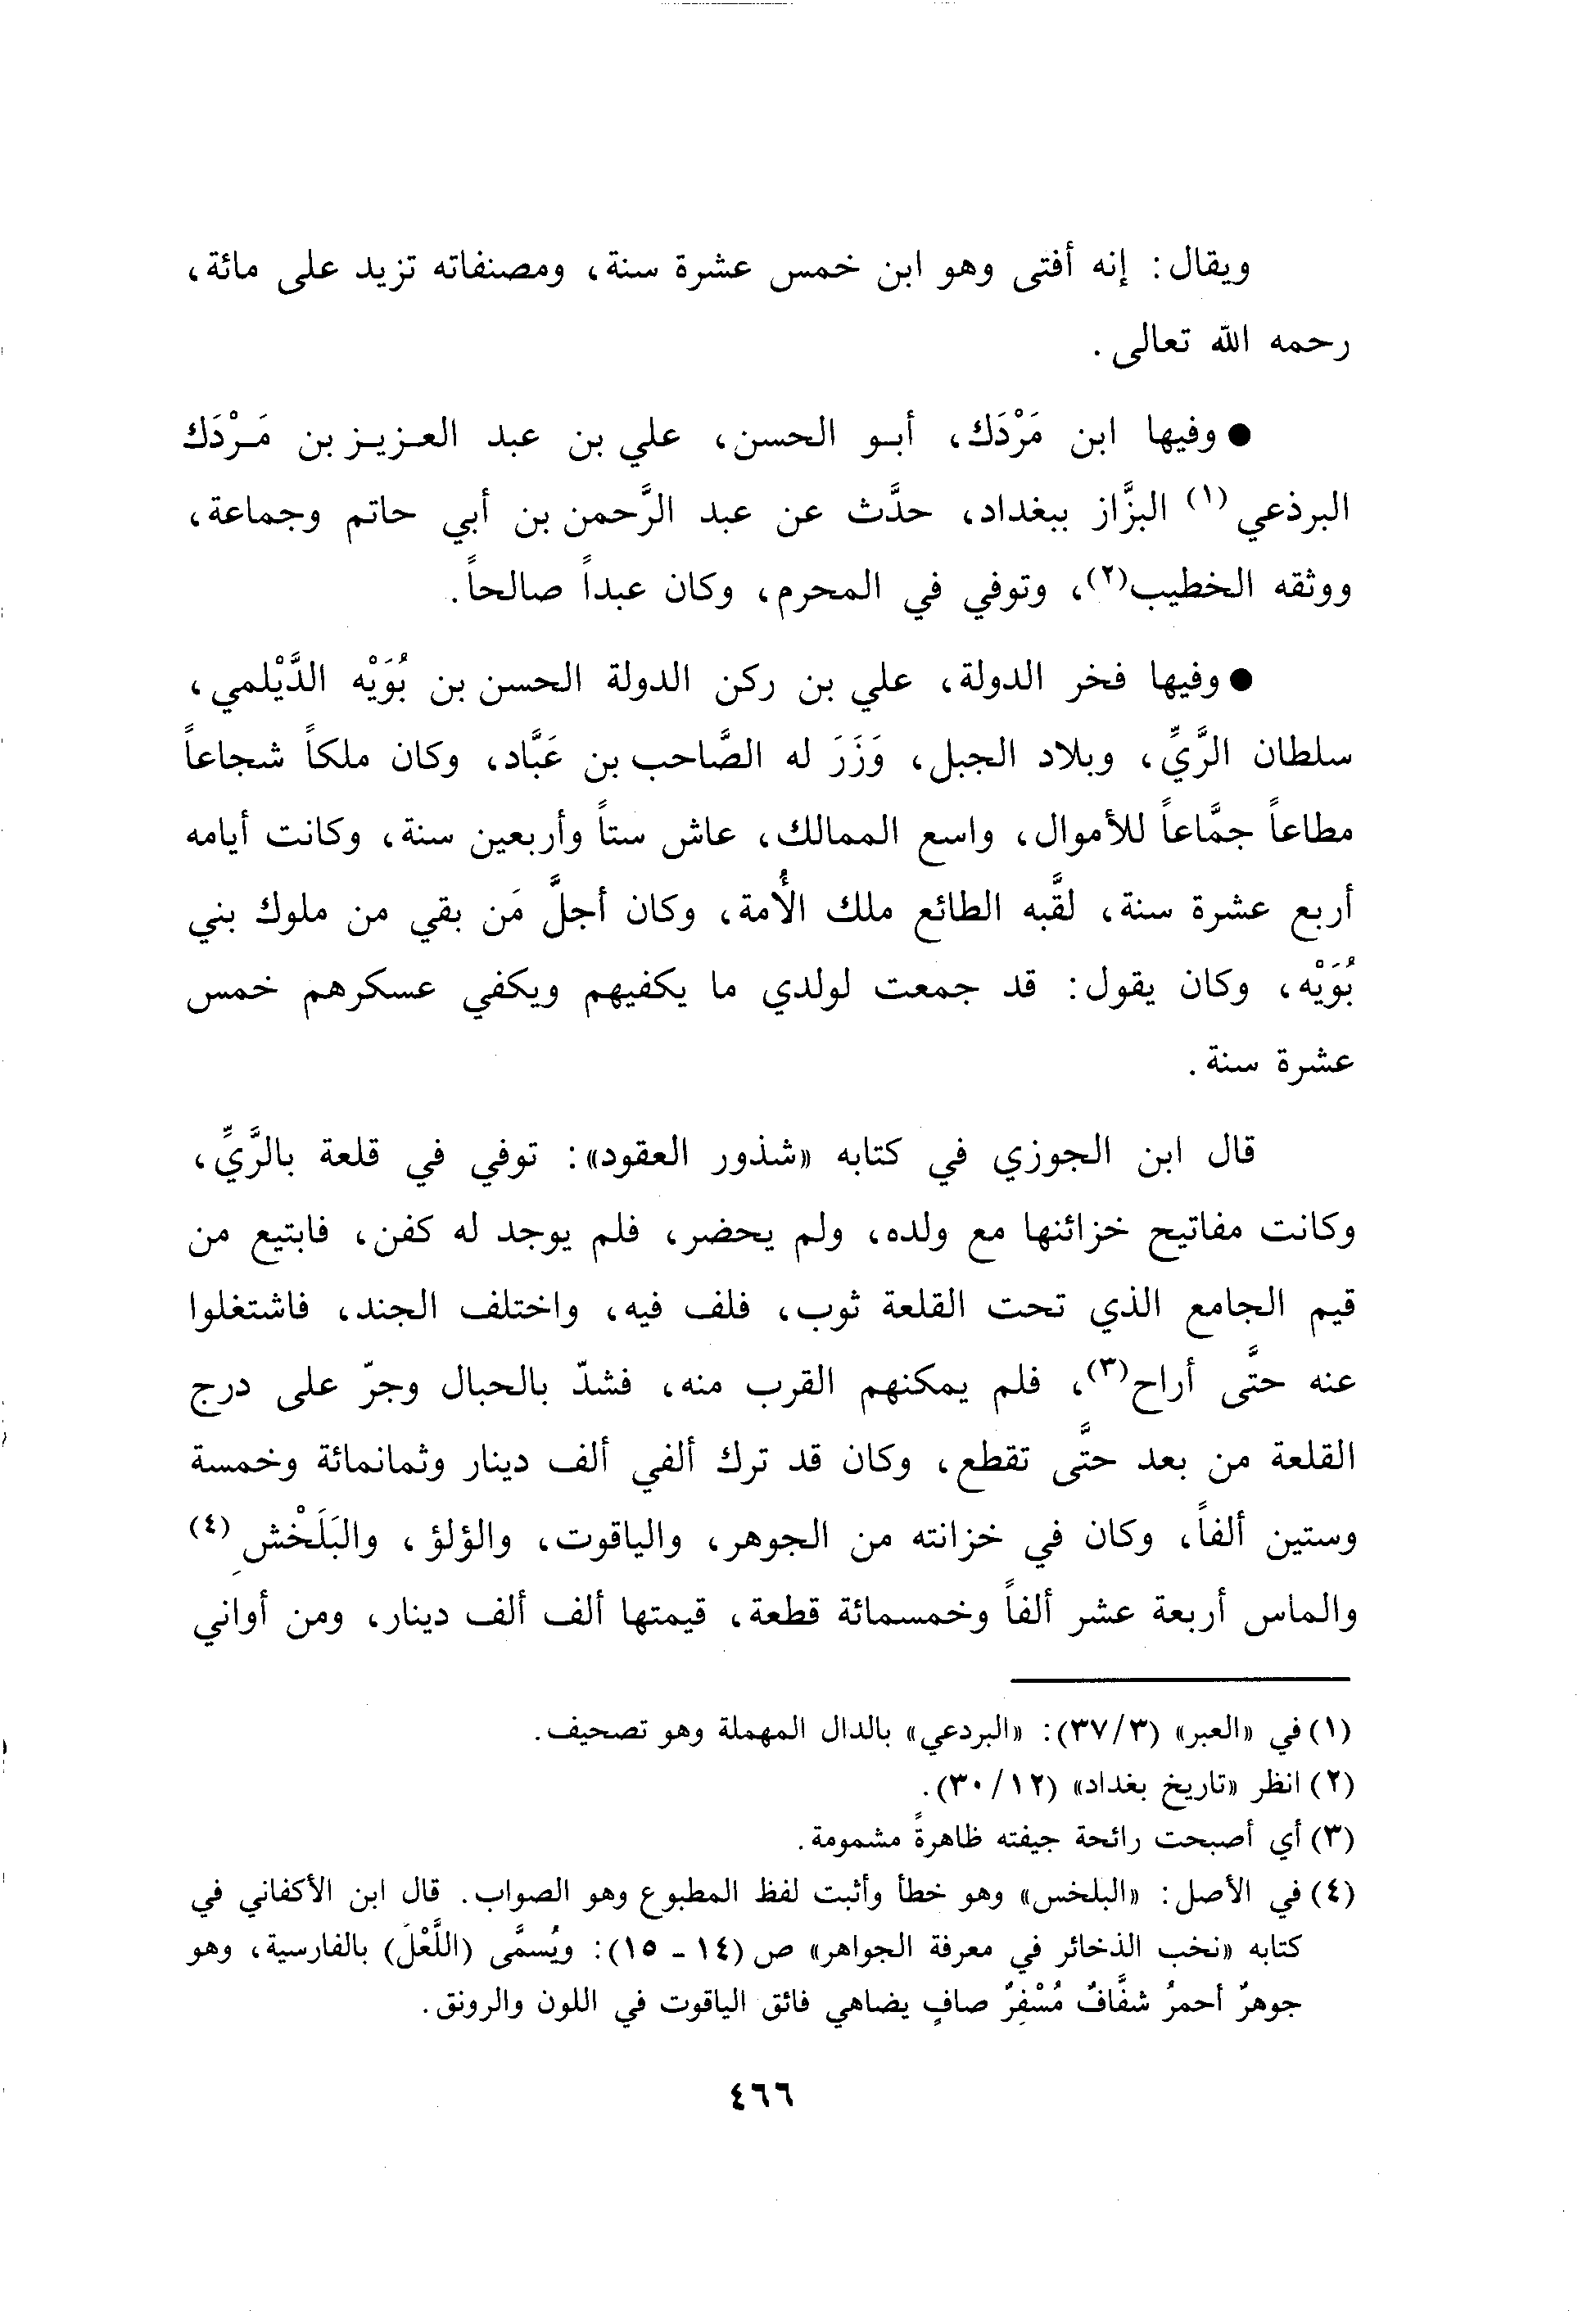 ويقال: إنه أفتى وهو ابن خمس عشرة سنة، ومصنفاته تزيد على مائة،
رحمه الله تعالى.
● وفيها ابن مَرْدَك، أبو الحسن، علي بن عبد العزيز بن مَرْدَك
البرذعي (١) البزَّاز ببغداد، حدَّث عن عبد الرَّحمن بن أبي حاتم وجماعة،
ووثقه الخطيب(٢)، وتوفي في المحرم، وكان عبداً صالحاً.
● وفيها فخر الدولة، علي بن ركن الدولة الحسن بن بُوَيْه الدَّيْلمي،
سلطان الرَّيِّ، وبلاد الجبل، وَزَرَ له الصَّاحب بن عَبَّاد، وكان ملكاً شجاعاً
مطاعاً جمَّاعاً للأموال، واسع الممالك، عاش ستاً وأربعين سنة، وكانت أيامه
أربع عشرة سنة، لقَّبه الطائع ملك الأُمة، وكان أجلَّ مَن بقي من ملوك بني
بُوَيْه، وكان يقول: قد جمعت لولدي ما يكفيهم ويكفي عسكرهم خمس
عشرة سنة.
قال ابن الجوزي في كتابه «شذور العقود»: توفي في قلعة بالرَّيِّ،
وكانت مفاتيح خزائنها مع ولده، ولم يحضر، فلم يوجد له كفن، فابتيع من
قيم الجامع الذي تحت القلعة ثوب، فلف فيه، واختلف الجند، فاشتغلوا
عنه حتَّى أراح(٣)، فلم يمكنهم القرب منه، فشدّ بالحبال وجرّ على درج
القلعة من بعد حتَّى تقطع، وكان قد ترك ألفي ألف دينار وثمانمائة وخمسة
وستين ألفاً، وكان في خزانته من الجوهر، والياقوت، والؤلؤ، والبَلَخْش (٤)
والماس أربعة عشر ألفاً وخمسمائة قطعة، قيمتها ألف ألف دينار، ومن أواني
(١) في «العبر» (٣/‏٣٧): «البردعي» بالدال المهملة وهو تصحيف.
(٢) انظر «تاريخ بغداد» (١٢/‏٣٠).
(٣) أي أصبحت رائحة جيفته ظاهرةً مشمومة.
(٤) في الأصل: «البلخس» وهو خطأ وأثبت لفظ المطبوع وهو الصواب. قال ابن الأكفاني في
كتابه «نخب الذخائر في معرفة الجواهر» ص (١٤ - ١٥): ويُسمَّى (اللَّعْلَ) بالفارسية، وهو
جوهرٌ أحمرُ شفَّافٌ مُسْفِرٌ صافٍ يضاهي فائق الياقوت في اللون والرونق.
٤٦٦